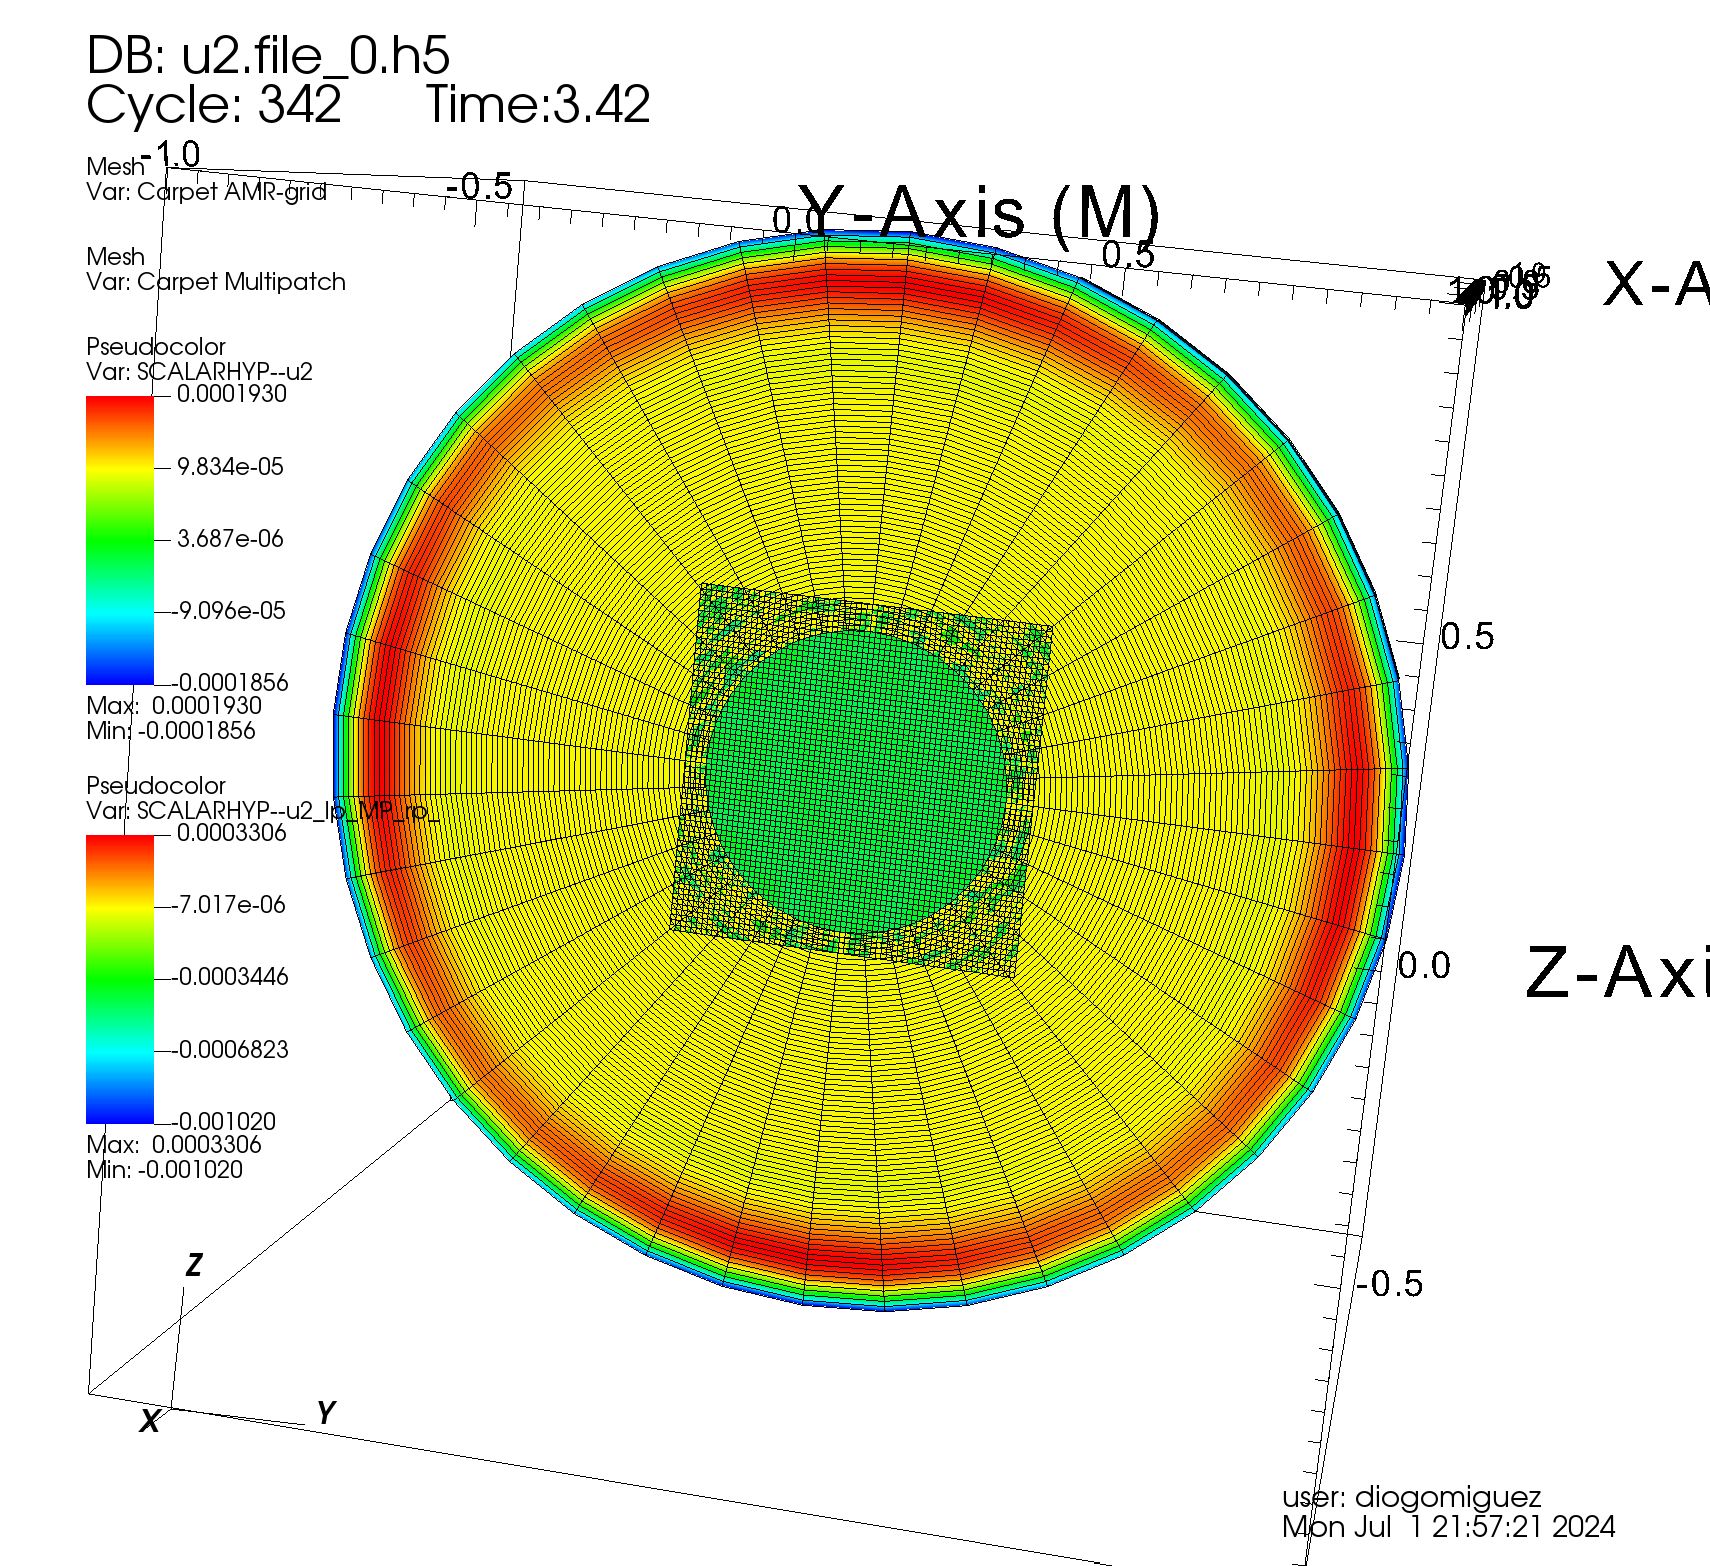 DB: u2.file_0.h5
Cycle: 342 Time:3.42
Mesh
Var: Carpet AMR-grid
Mesh
Var: Carpet Multipatch
Pseudocolor
Var: SCALARHYP--u2
0.0001930
9.834e-05
3.687e-06
-9.096e-05
-0.0001856
Max: 0.0001930
Min: -0.0001856
Pseudocolor
Var: SCALARHYP--u2_lp_MP_rp_
0.0003306
-7.017e-06
-0.0003446
-0.0006823
-0.001020
Max: 0.0003306
Min: -0.001020
-1.0
-0.5
0.0
Y-Axis (M)
0.5
X-A
0.5
0.0
Z-Axi
-0.5
Z
X
Y
user: diogomiguez
Mon Jul 1 21:57:21 2024